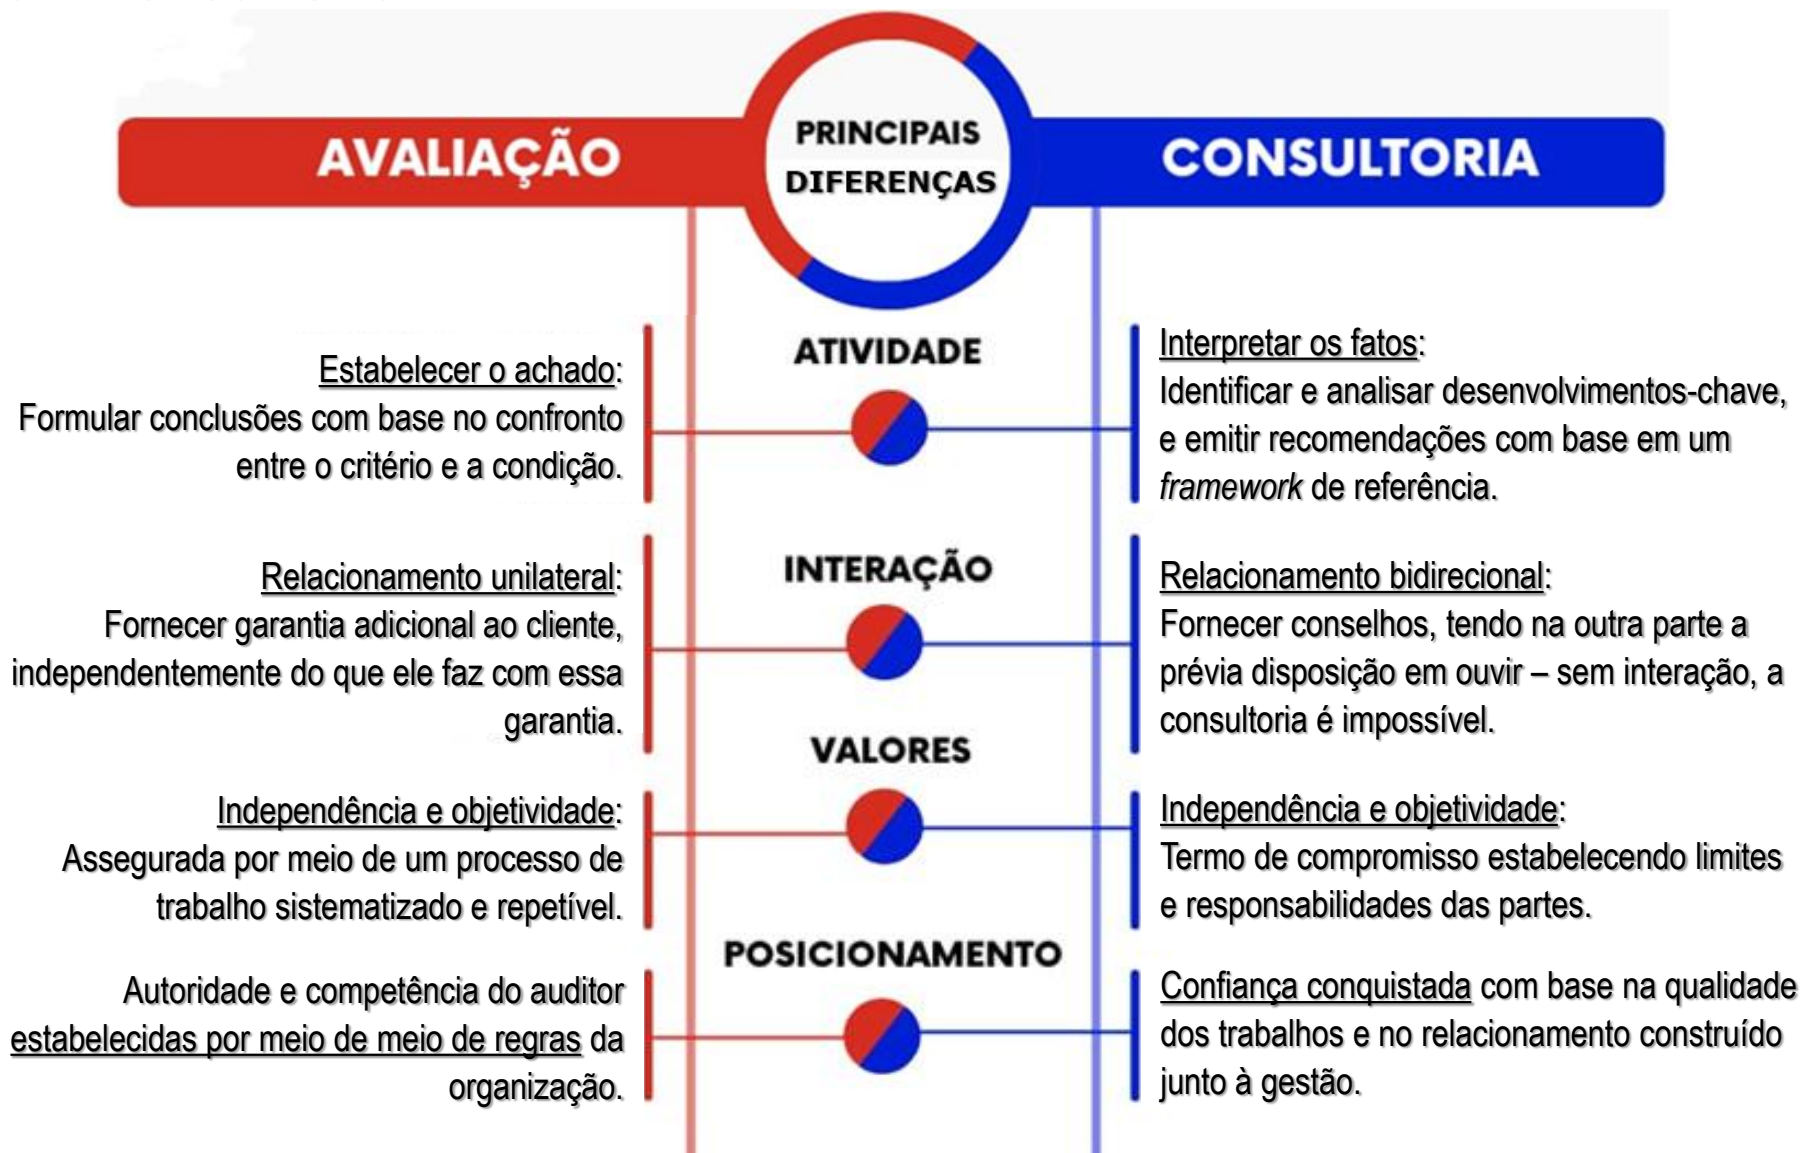 AVALIAÇÃO
PRINCIPAIS
DIFERENÇAS
CONSULTORIA
ATIVIDADE
Estabelecer o achado:
Formular conclusões com base no confronto
entre o critério e a condição.
Interpretar os fatos:
Identificar e analisar desenvolvimentos-chave,
e emitir recomendações com base em um
framework de referência.
INTERAÇÃO
Relacionamento unilateral:
Fornecer garantia adicional ao cliente,
independentemente do que ele faz com essa
garantia.
Relacionamento bidirecional:
Fornecer conselhos, tendo na outra parte a
prévia disposição em ouvir – sem interação, a
consultoria é impossível.
VALORES
Independência e objetividade:
Assegurada por meio de um processo de
trabalho sistematizado e repetível.
Independência e objetividade:
Termo de compromisso estabelecendo limites
e responsabilidades das partes.
POSICIONAMENTO
Autoridade e competência do auditor
estabelecidas por meio de meio de regras da
organização.
Confiança conquistada com base na qualidade
dos trabalhos e no relacionamento construído
junto à gestão.